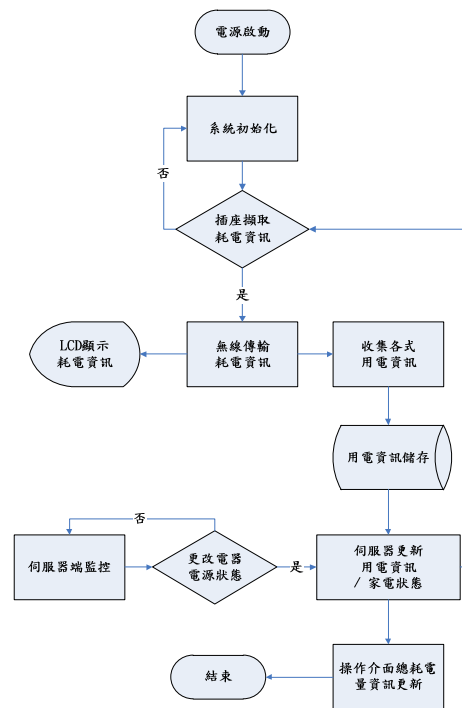 電源啟動
系統初始化
否
插座擷取
耗電資訊
是
LCD顯示
耗電資訊
無線傳輸
耗電資訊
收集各式
用電資訊
用電資訊儲存
否
伺服器端監控
更改電器
電源狀態
是
伺服器更新
用電資訊
/ 家電狀態
結束
操作介面總耗電
量資訊更新